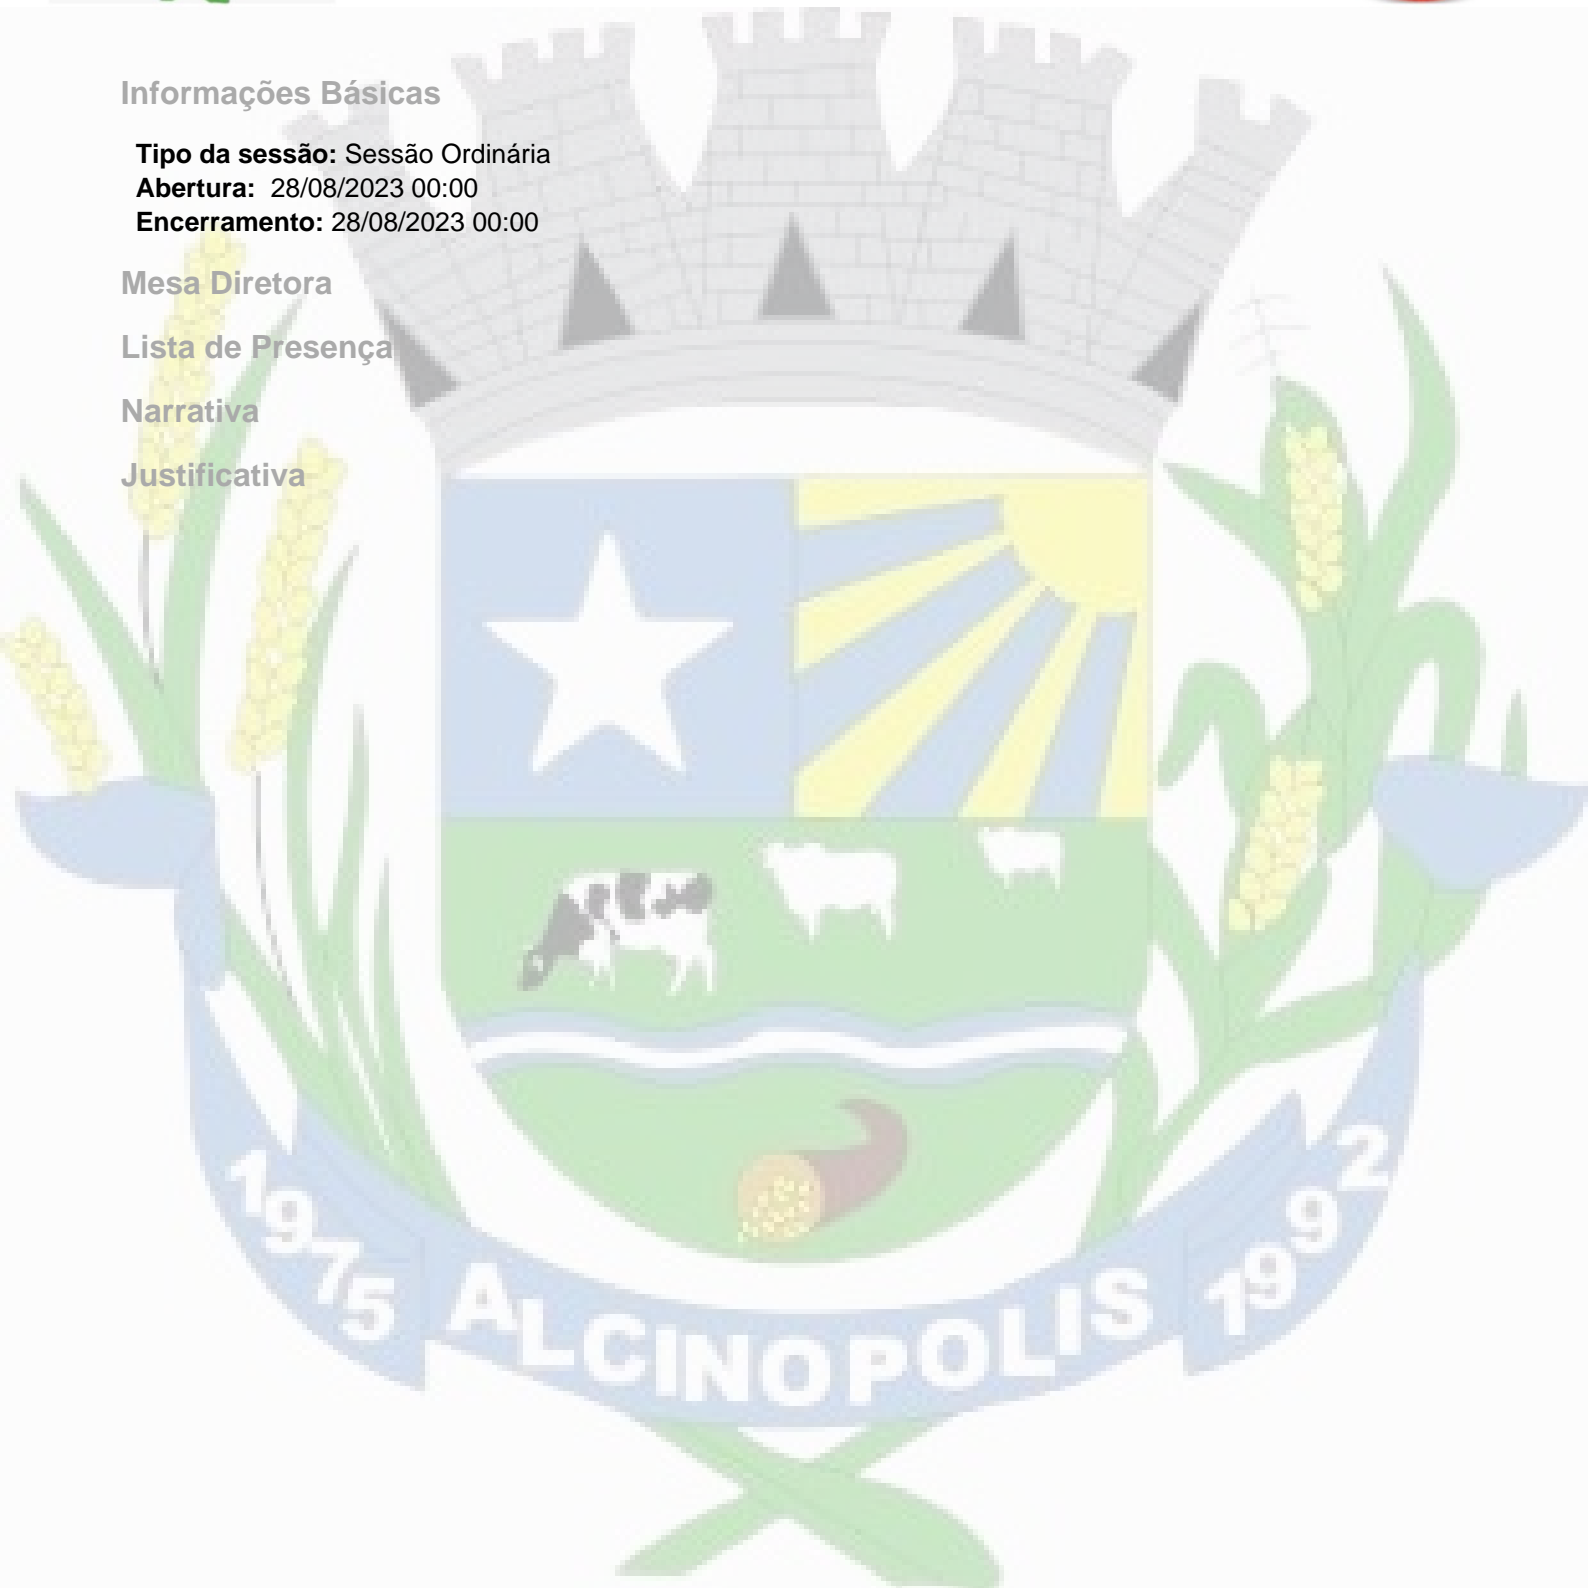 Informações Básicas
Tipo da sessão: Sessão Ordinária
Abertura: 28/08/2023 00:00
Encerramento: 28/08/2023 00:00
Mesa Diretora
Lista de Presença
Narrativa
Justificativa
1975 ALCINOPOLIS 1992